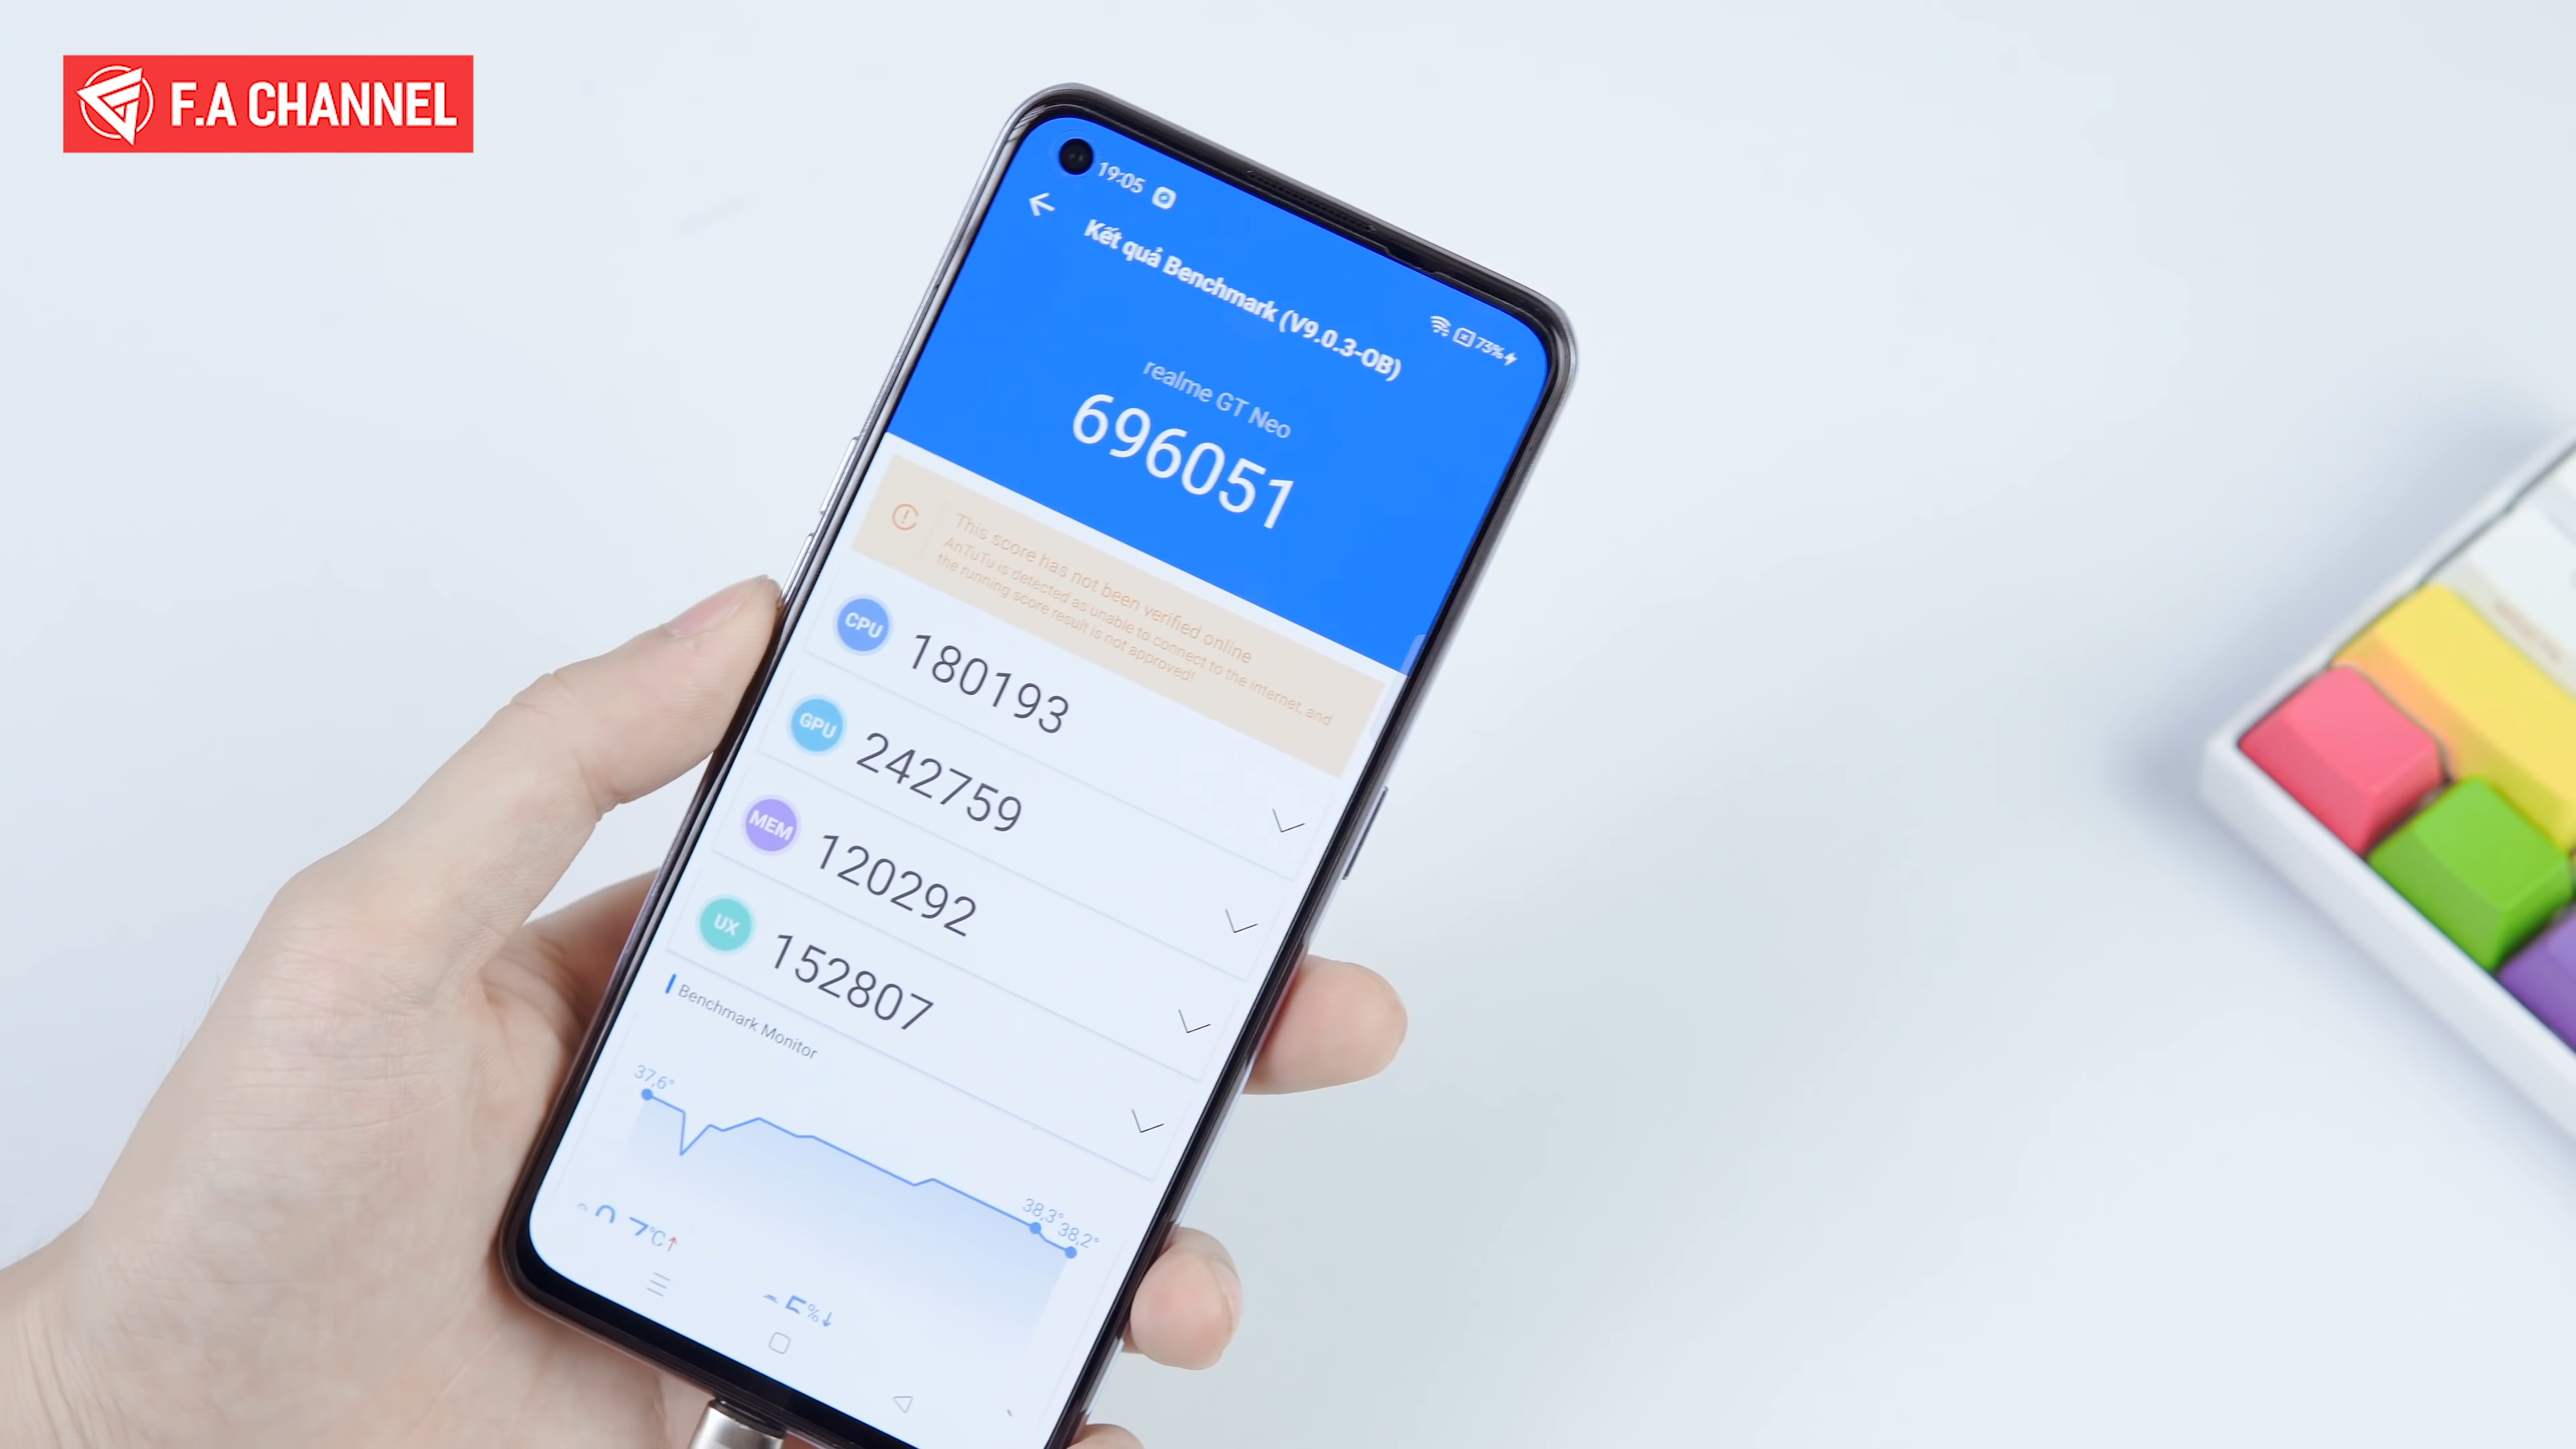 F.A CHANNEL
19:05
73%
Kết quả Benchmark (V9.0.3-OB)
realme GT Neo
696051
This score has not been verified online
AnTuTu is detected as unable to connect to the internet, and
the running score result is not approved!
CPU 180193
GPU 242759
MEM 120292
UX 152807
Benchmark Monitor
37,6°
38,3° 38,2°
°C↑
%↓